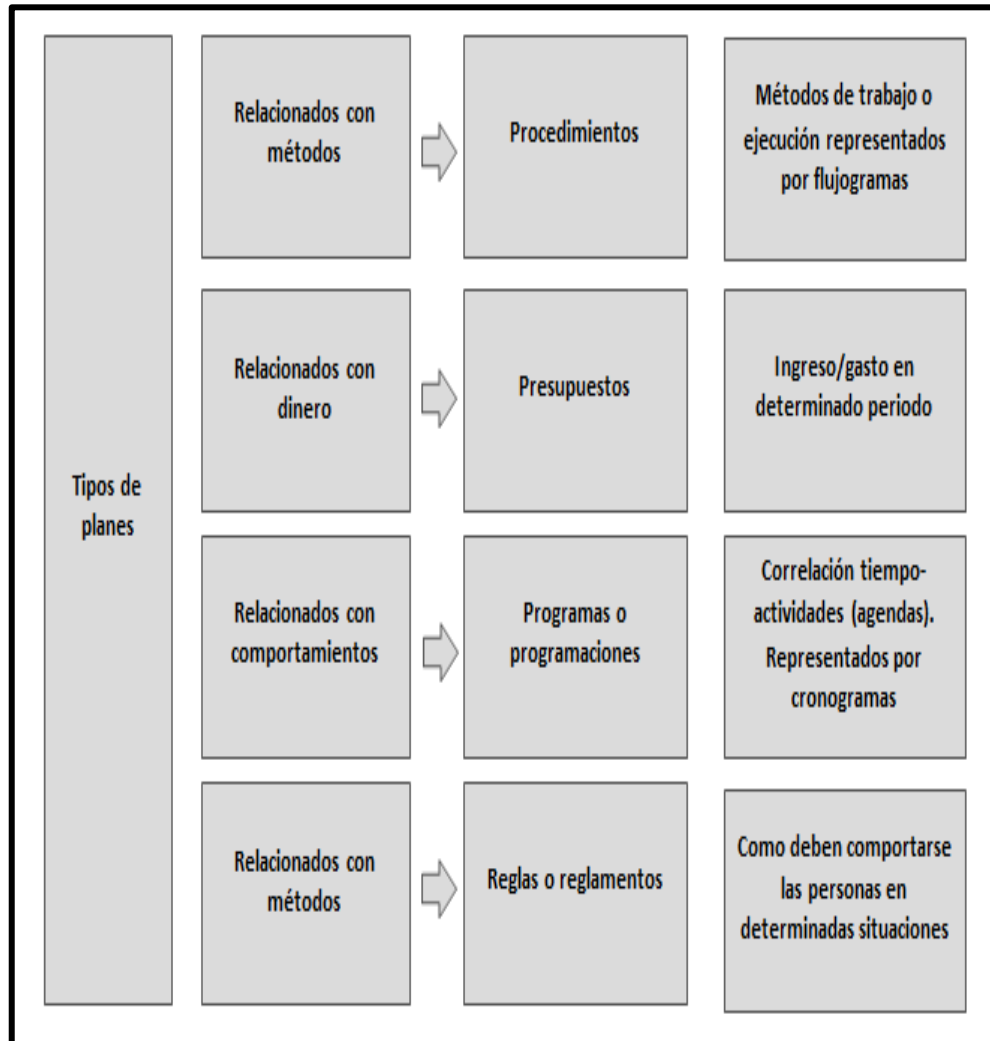 Tipos de
planes
Relacionados con
métodos
Procedimientos
Métodos de trabajo o
ejecución representados
por flujogramas
Relacionados con
dinero
Presupuestos
Ingreso/gasto en
determinado periodo
Relacionados con
comportamientos
Programas o
programaciones
Correlación tiempo-
actividades (agendas).
Representados por
cronogramas
Relacionados con
métodos
Reglas o reglamentos
Como deben comportarse
las personas en
determinadas situaciones